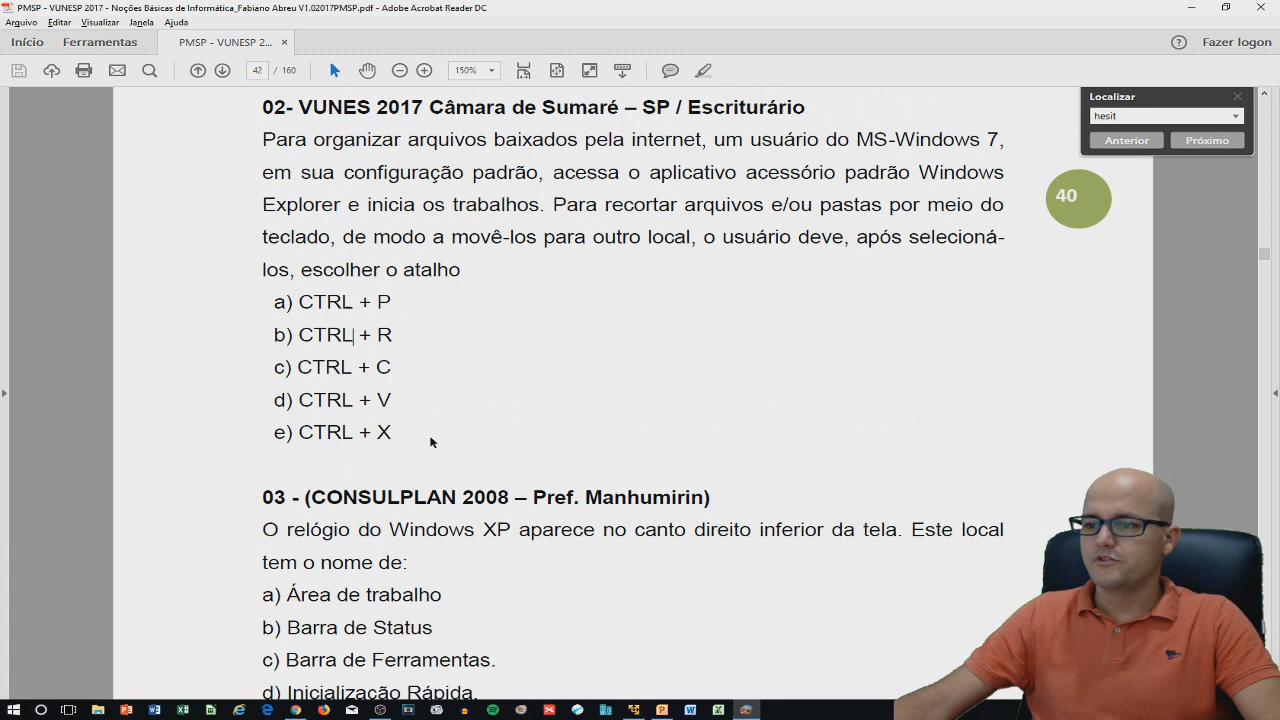 PMSP - VUNESP 2017 - Noções Básicas de Informática_Fabiano Abreu V1.02017PMSP.pdf - Adobe Acrobat Reader DC
Arquivo Editar Visualizar Janela Ajuda
Início Ferramentas PMSP - VUNESP 2... × Fazer logon
42 / 160 150%
Localizar
hesit
Anterior Próximo
40
02- VUNES 2017 Câmara de Sumaré – SP / Escriturário
Para organizar arquivos baixados pela internet, um usuário do MS-Windows 7,
em sua configuração padrão, acessa o aplicativo acessório padrão Windows
Explorer e inicia os trabalhos. Para recortar arquivos e/ou pastas por meio do
teclado, de modo a movê-los para outro local, o usuário deve, após selecioná-
los, escolher o atalho
a) CTRL + P
b) CTRL + R
c) CTRL + C
d) CTRL + V
e) CTRL + X
03 - (CONSULPLAN 2008 – Pref. Manhumirin)
O relógio do Windows XP aparece no canto direito inferior da tela. Este local
tem o nome de:
a) Área de trabalho
b) Barra de Status
c) Barra de Ferramentas.
d) Inicialização Rápida.